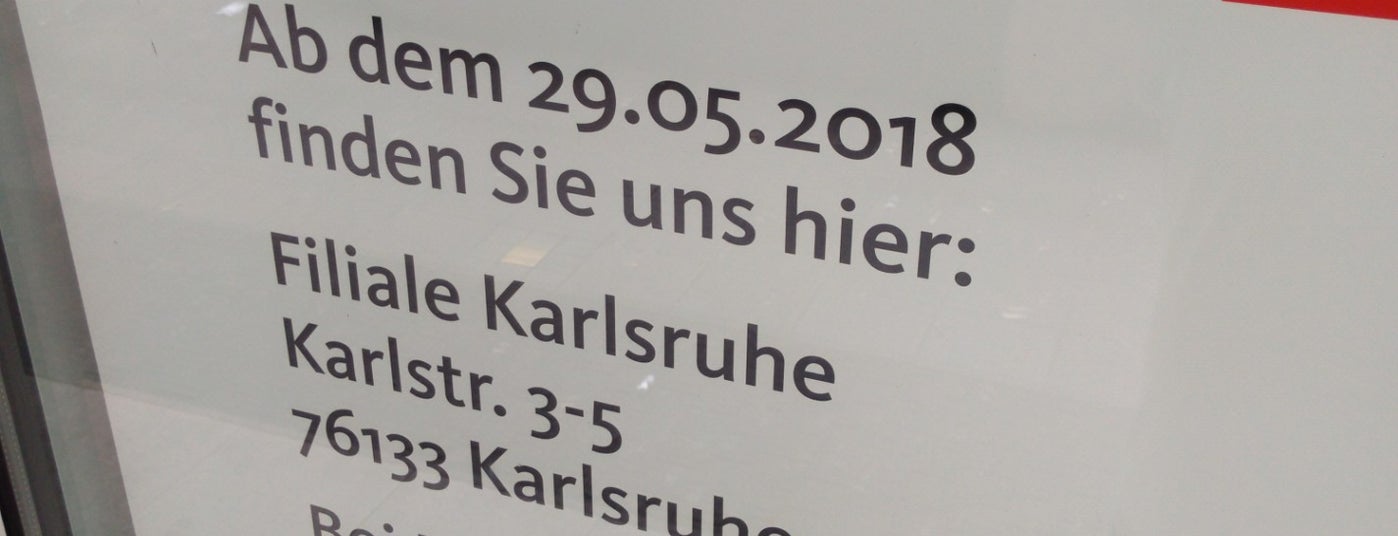 Ab dem 29.05.2018
finden Sie uns hier:
Filiale Karlsruhe
Karlstr. 3-5
76133 Karlsruhe